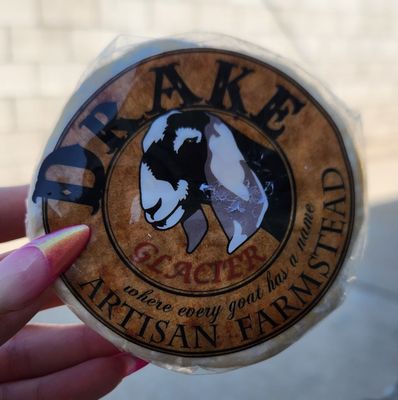 DRAKE
GLACIER
where every goat has a name
ARTISAN FARMSTEAD